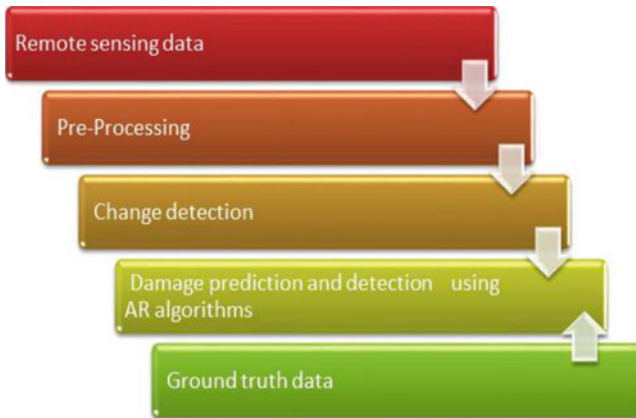 Remote sensing data
Pre-Processing
Change detection
Damage prediction and detection using
AR algorithms
Ground truth data